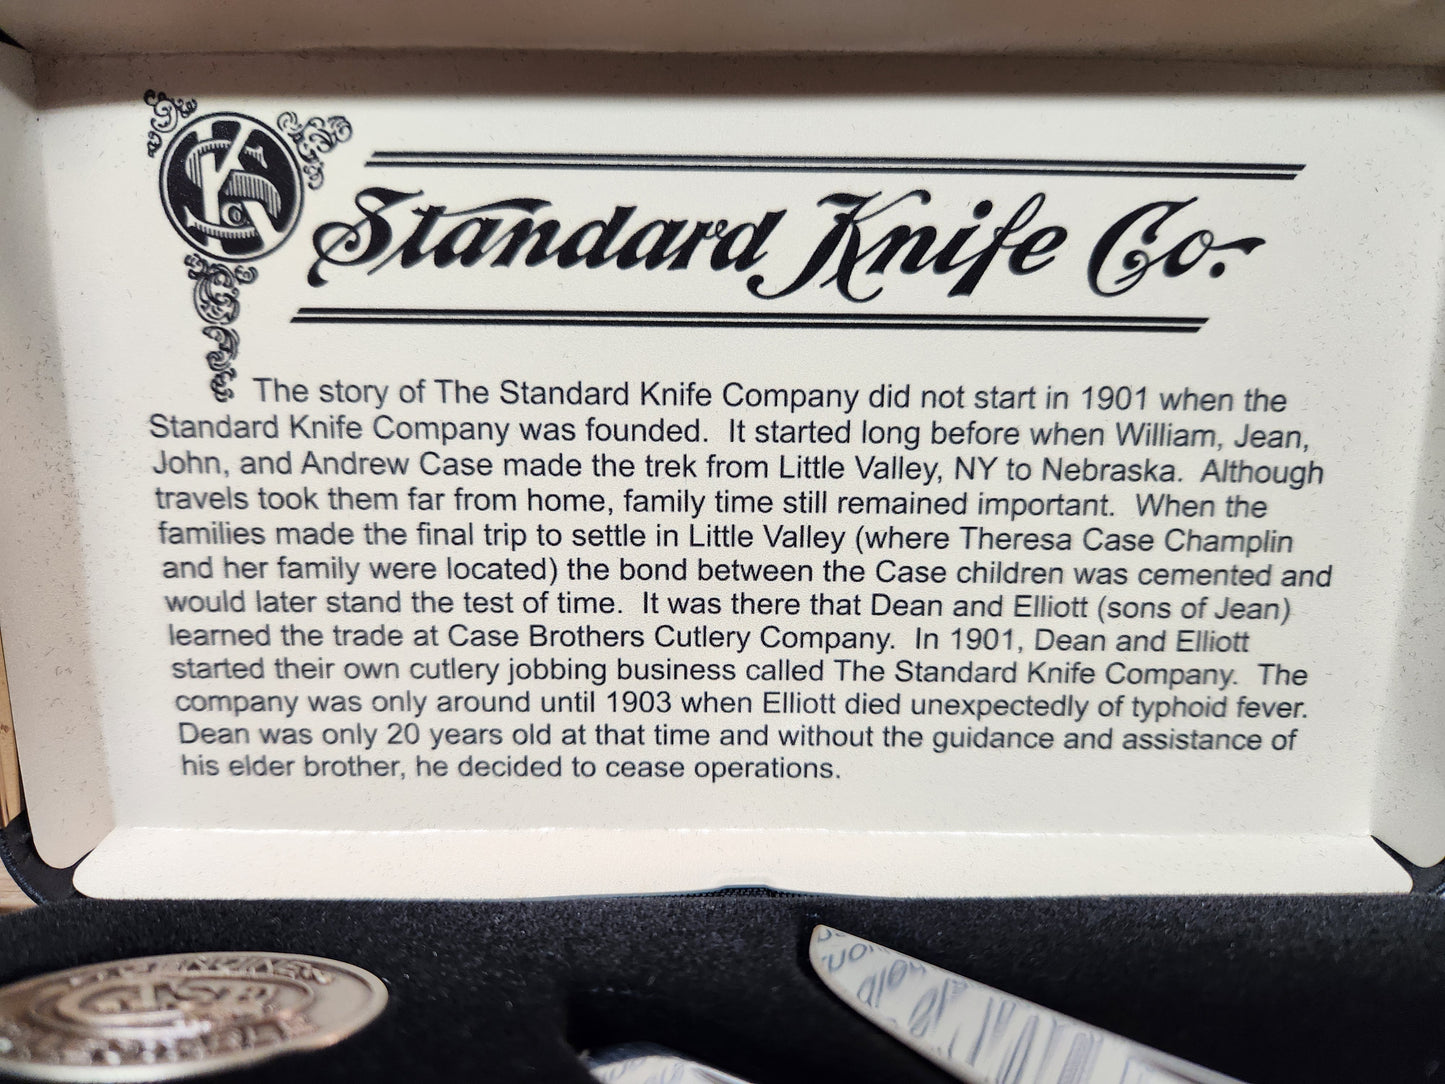 KS Co
Standard Knife Co.
The story of The Standard Knife Company did not start in 1901 when the
Standard Knife Company was founded. It started long before when William, Jean,
John, and Andrew Case made the trek from Little Valley, NY to Nebraska. Although
travels took them far from home, family time still remained important. When the
families made the final trip to settle in Little Valley (where Theresa Case Champlin
and her family were located) the bond between the Case children was cemented and
would later stand the test of time. It was there that Dean and Elliott (sons of Jean)
learned the trade at Case Brothers Cutlery Company. In 1901, Dean and Elliott
started their own cutlery jobbing business called The Standard Knife Company. The
company was only around until 1903 when Elliott died unexpectedly of typhoid fever.
Dean was only 20 years old at that time and without the guidance and assistance of
his elder brother, he decided to cease operations.